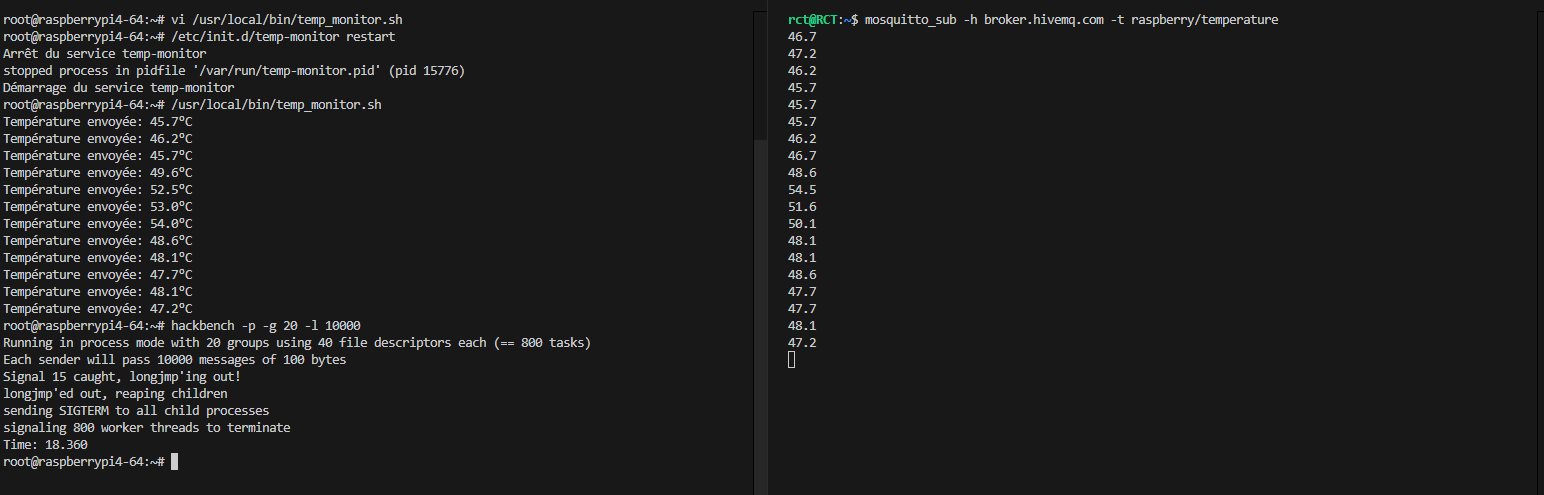 root@raspberrypi4-64:~# vi /usr/local/bin/temp_monitor.sh
root@raspberrypi4-64:~# /etc/init.d/temp-monitor restart
Arrêt du service temp-monitor
stopped process in pidfile '/var/run/temp-monitor.pid' (pid 15776)
Démarrage du service temp-monitor
root@raspberrypi4-64:~# /usr/local/bin/temp_monitor.sh
Température envoyée: 45.7°C
Température envoyée: 46.2°C
Température envoyée: 45.7°C
Température envoyée: 49.6°C
Température envoyée: 52.5°C
Température envoyée: 53.0°C
Température envoyée: 54.0°C
Température envoyée: 48.6°C
Température envoyée: 48.1°C
Température envoyée: 47.7°C
Température envoyée: 48.1°C
Température envoyée: 47.2°C
root@raspberrypi4-64:~# hackbench -p -g 20 -l 10000
Running in process mode with 20 groups using 40 file descriptors each (== 800 tasks)
Each sender will pass 10000 messages of 100 bytes
Signal 15 caught, longjmp'ing out!
longjmp'ed out, reaping children
sending SIGTERM to all child processes
signaling 800 worker threads to terminate
Time: 18.360
root@raspberrypi4-64:~#
rct@RCT:~$ mosquitto_sub -h broker.hivemq.com -t raspberry/temperature
46.7
47.2
46.2
45.7
45.7
45.7
46.2
46.7
48.6
54.5
51.6
50.1
48.1
48.1
48.6
47.7
47.7
48.1
47.2